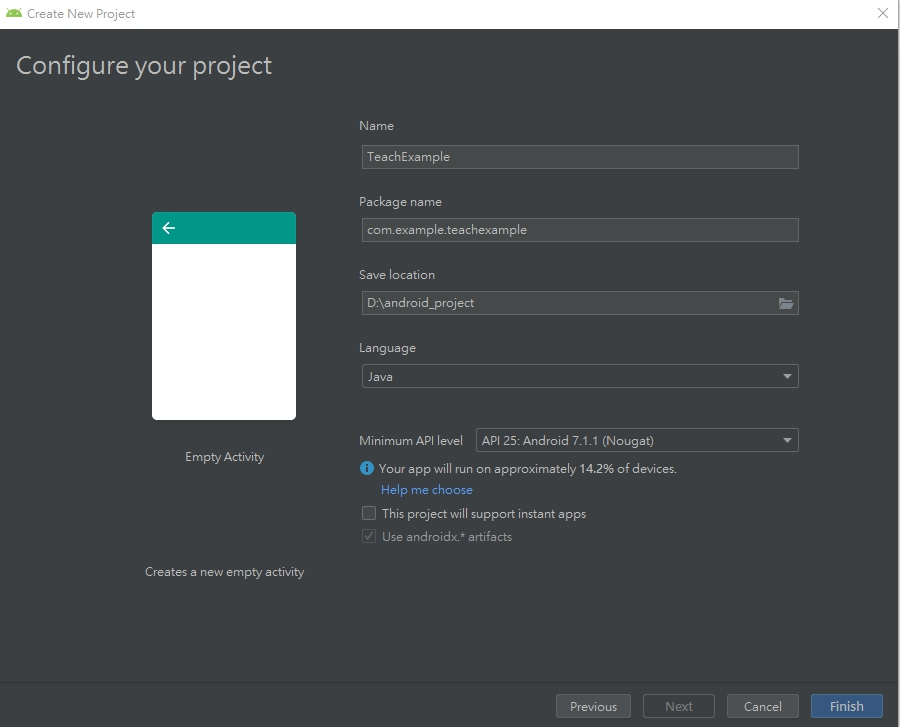 Create New Project
Configure your project
Name
TeachExample
Package name
com.example.teachexample
Save location
D:\android_project
Language
Java
Minimum API level API 25: Android 7.1.1 (Nougat)
Your app will run on approximately 14.2% of devices.
Help me choose
This project will support instant apps
Use androidx.* artifacts
Empty Activity
Creates a new empty activity
Previous Next Cancel Finish